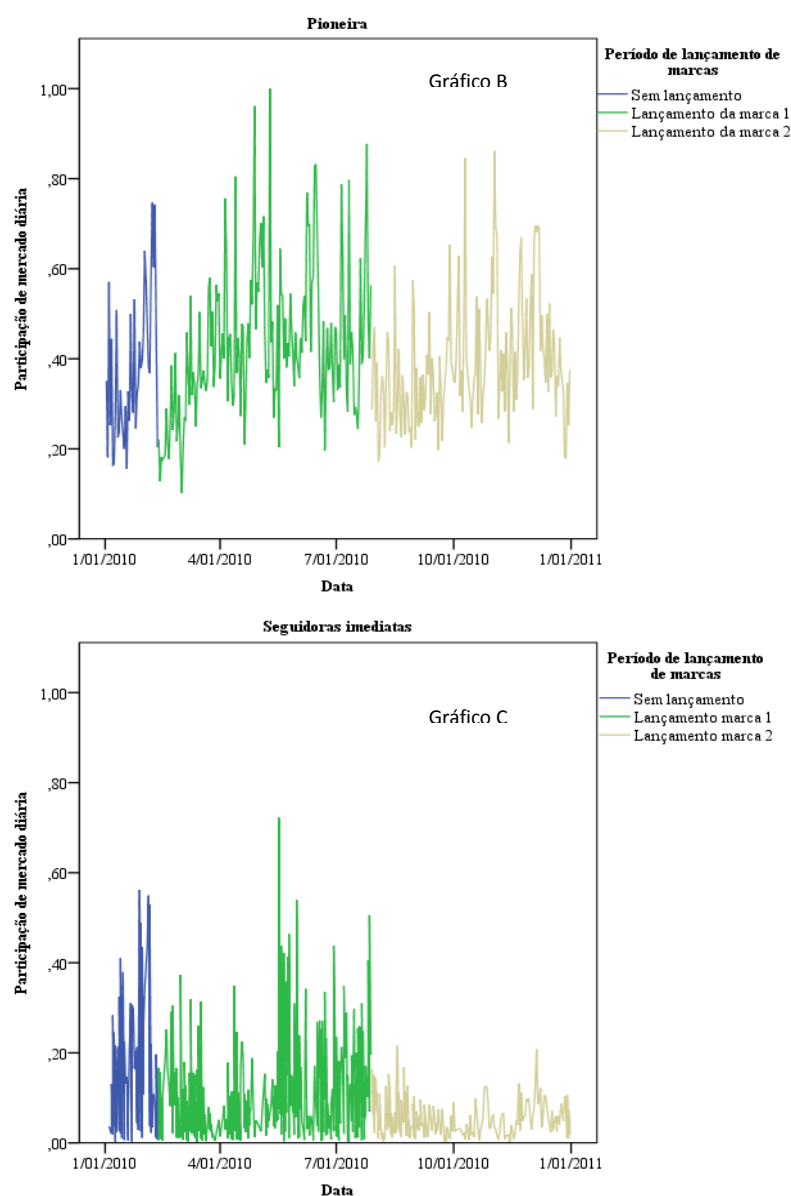 Pioneira
Gráfico B
Período de lançamento de
marcas
Sem lançamento
Lançamento da marca 1
Lançamento da marca 2
Participação de mercado diária
1,00
,80
,60
,40
,20
,00
1/01/2010
4/01/2010
7/01/2010
10/01/2010
1/01/2011
Data
Seguidoras imediatas
Gráfico C
Período de lançamento
de marcas
Sem lançamento
Lançamento marca 1
Lançamento marca 2
Participação de mercado diária
1,00
,80
,60
,40
,20
,00
1/01/2010
4/01/2010
7/01/2010
10/01/2010
1/01/2011
Data